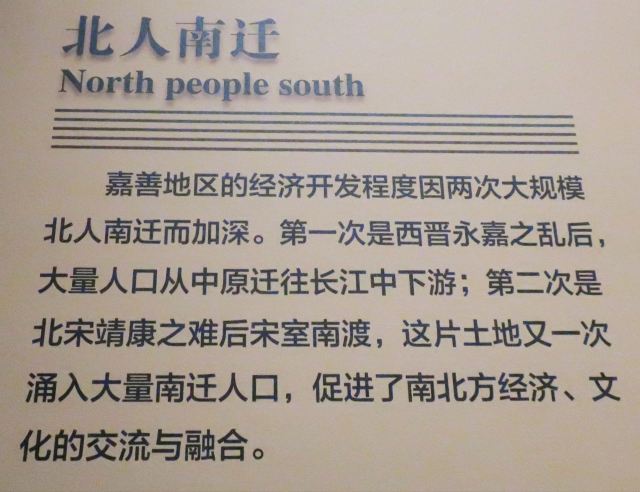 北人南迁
North people south
嘉善地区的经济开发程度因两次大规模
北人南迁而加深。第一次是西晋永嘉之乱后，
大量人口从中原迁往长江中下游；第二次是
北宋靖康之难后宋室南渡，这片土地又一次
涌入大量南迁人口，促进了南北方经济、文
化的交流与融合。